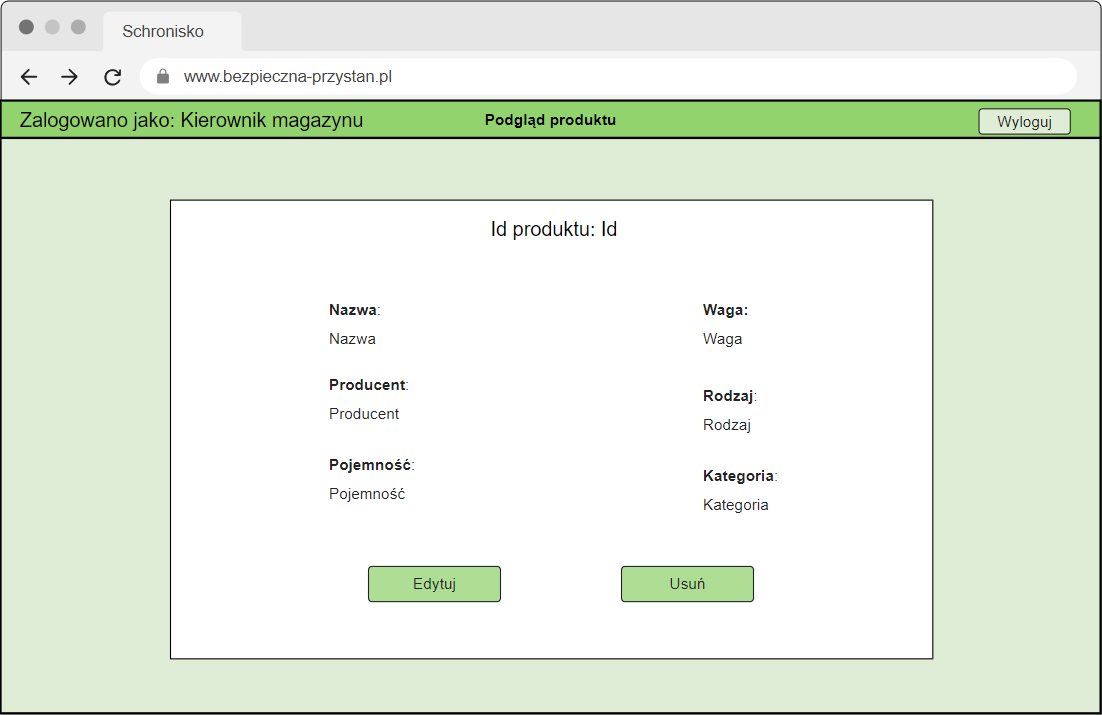 Schronisko
www.bezpieczna-przystan.pl
Zalogowano jako: Kierownik magazynu
Podgląd produktu
Wyloguj
Id produktu: Id
Nazwa:
Nazwa
Producent:
Producent
Pojemność:
Pojemność
Waga:
Waga
Rodzaj:
Rodzaj
Kategoria:
Kategoria
Edytuj
Usuń